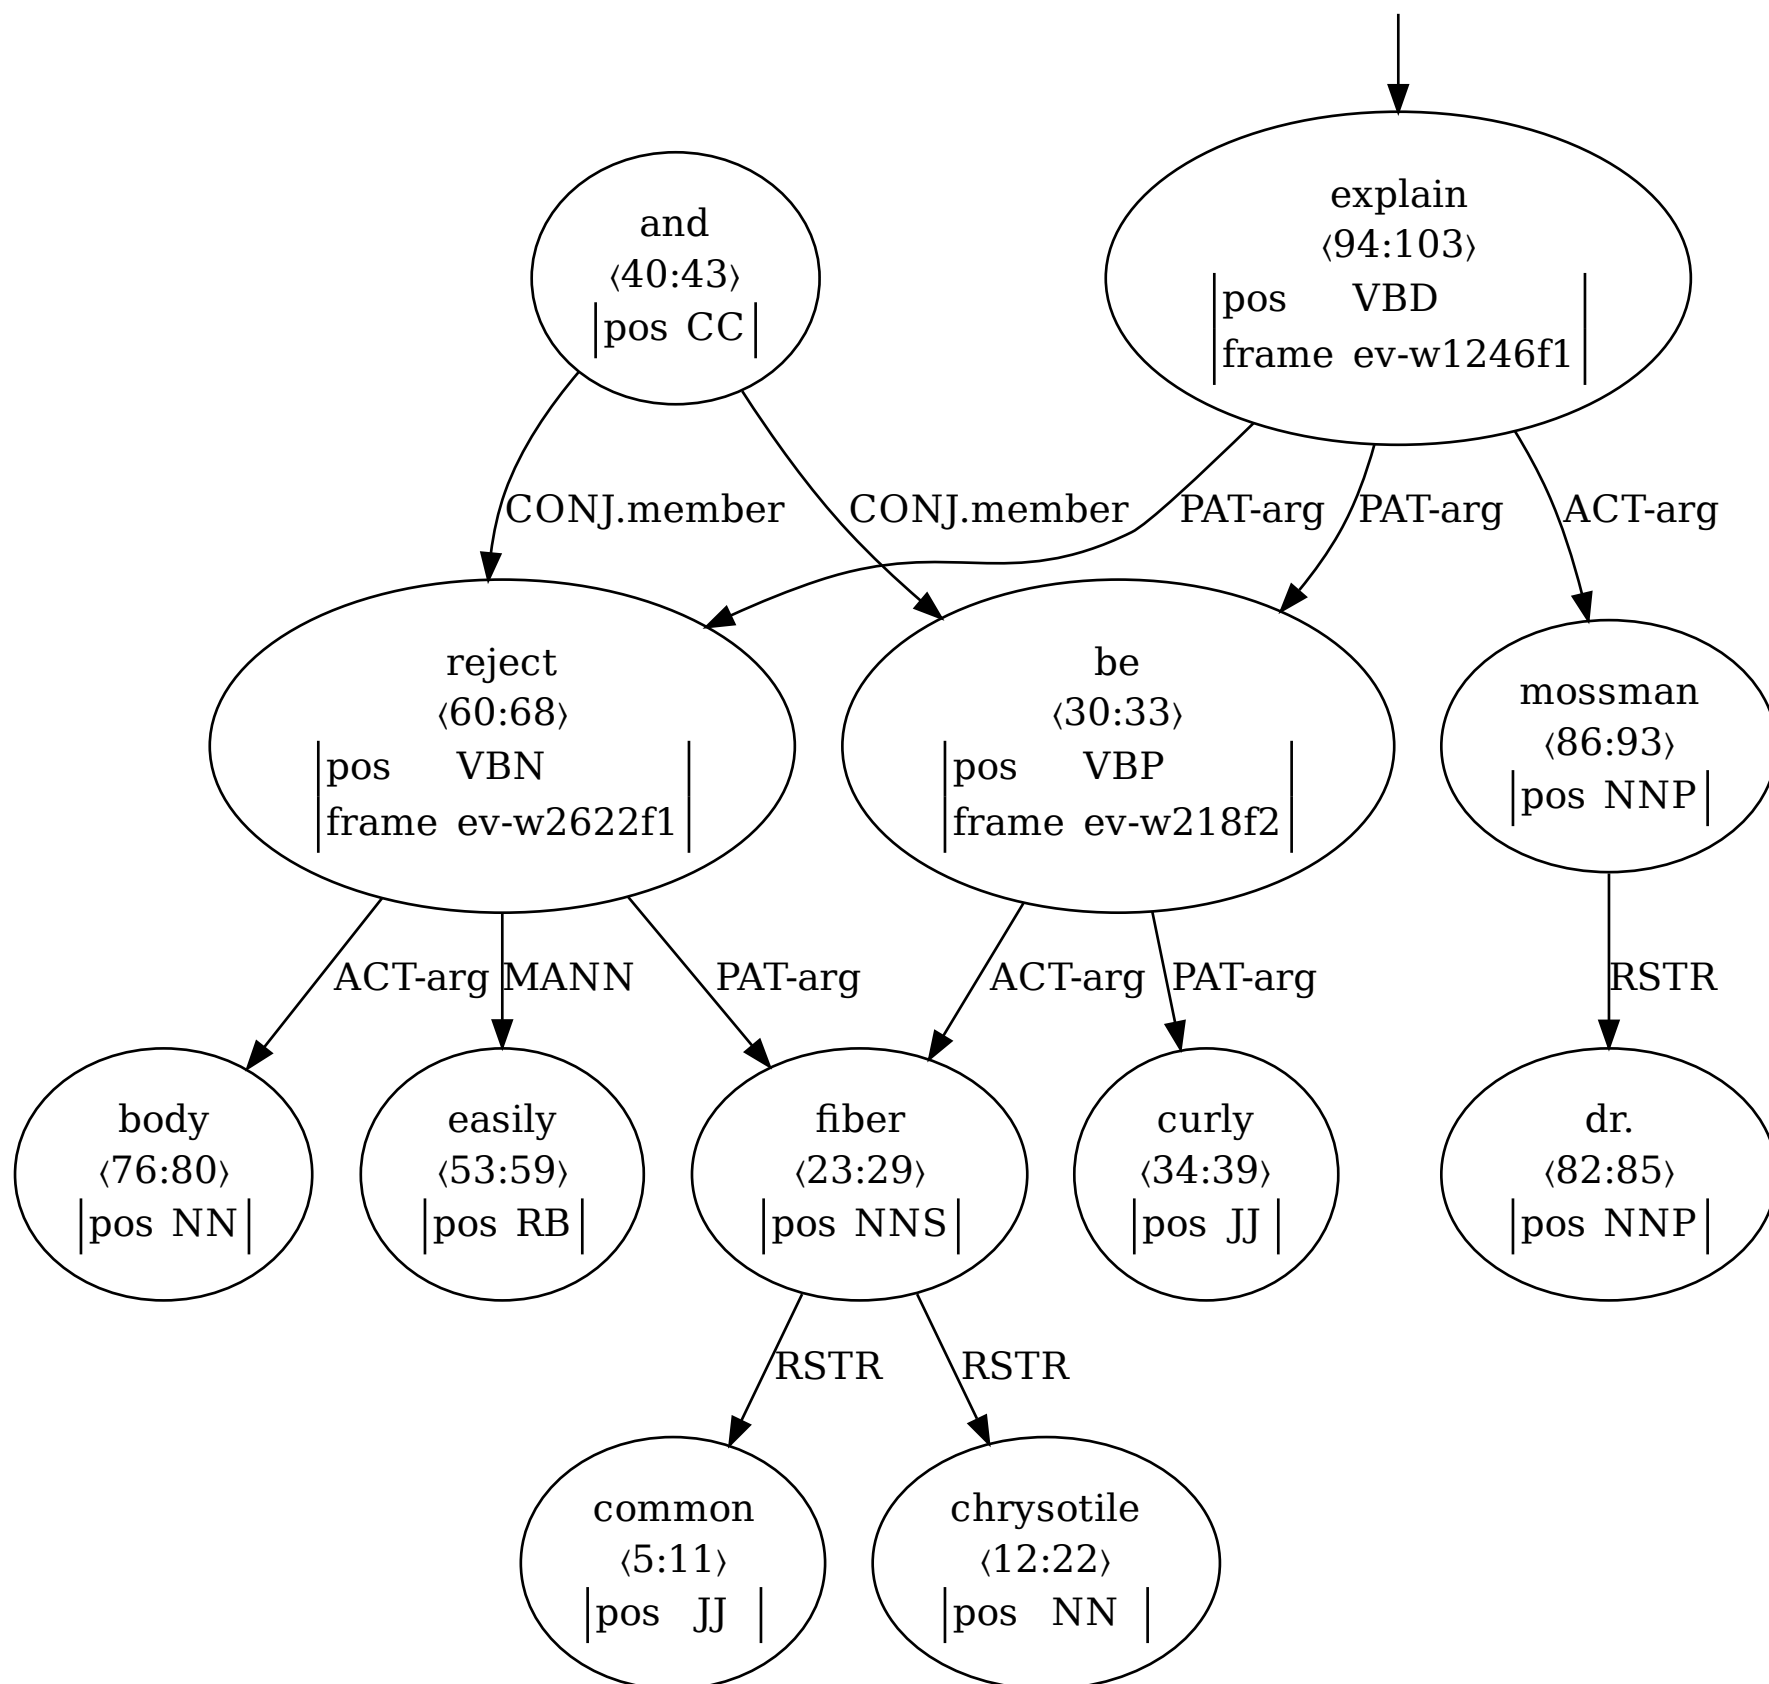 and
⟨40:43⟩
pos CC
explain
⟨94:103⟩
pos VBD
frame ev-w1246f1
CONJ.member
CONJ.member
PAT-arg
PAT-arg
ACT-arg
reject
⟨60:68⟩
pos VBN
frame ev-w2622f1
be
⟨30:33⟩
pos VBP
frame ev-w218f2
mossman
⟨86:93⟩
pos NNP
ACT-arg
MANN
PAT-arg
ACT-arg
PAT-arg
RSTR
body
⟨76:80⟩
pos NN
easily
⟨53:59⟩
pos RB
fiber
⟨23:29⟩
pos NNS
curly
⟨34:39⟩
pos JJ
dr.
⟨82:85⟩
pos NNP
RSTR
RSTR
common
⟨5:11⟩
pos JJ
chrysotile
⟨12:22⟩
pos NN